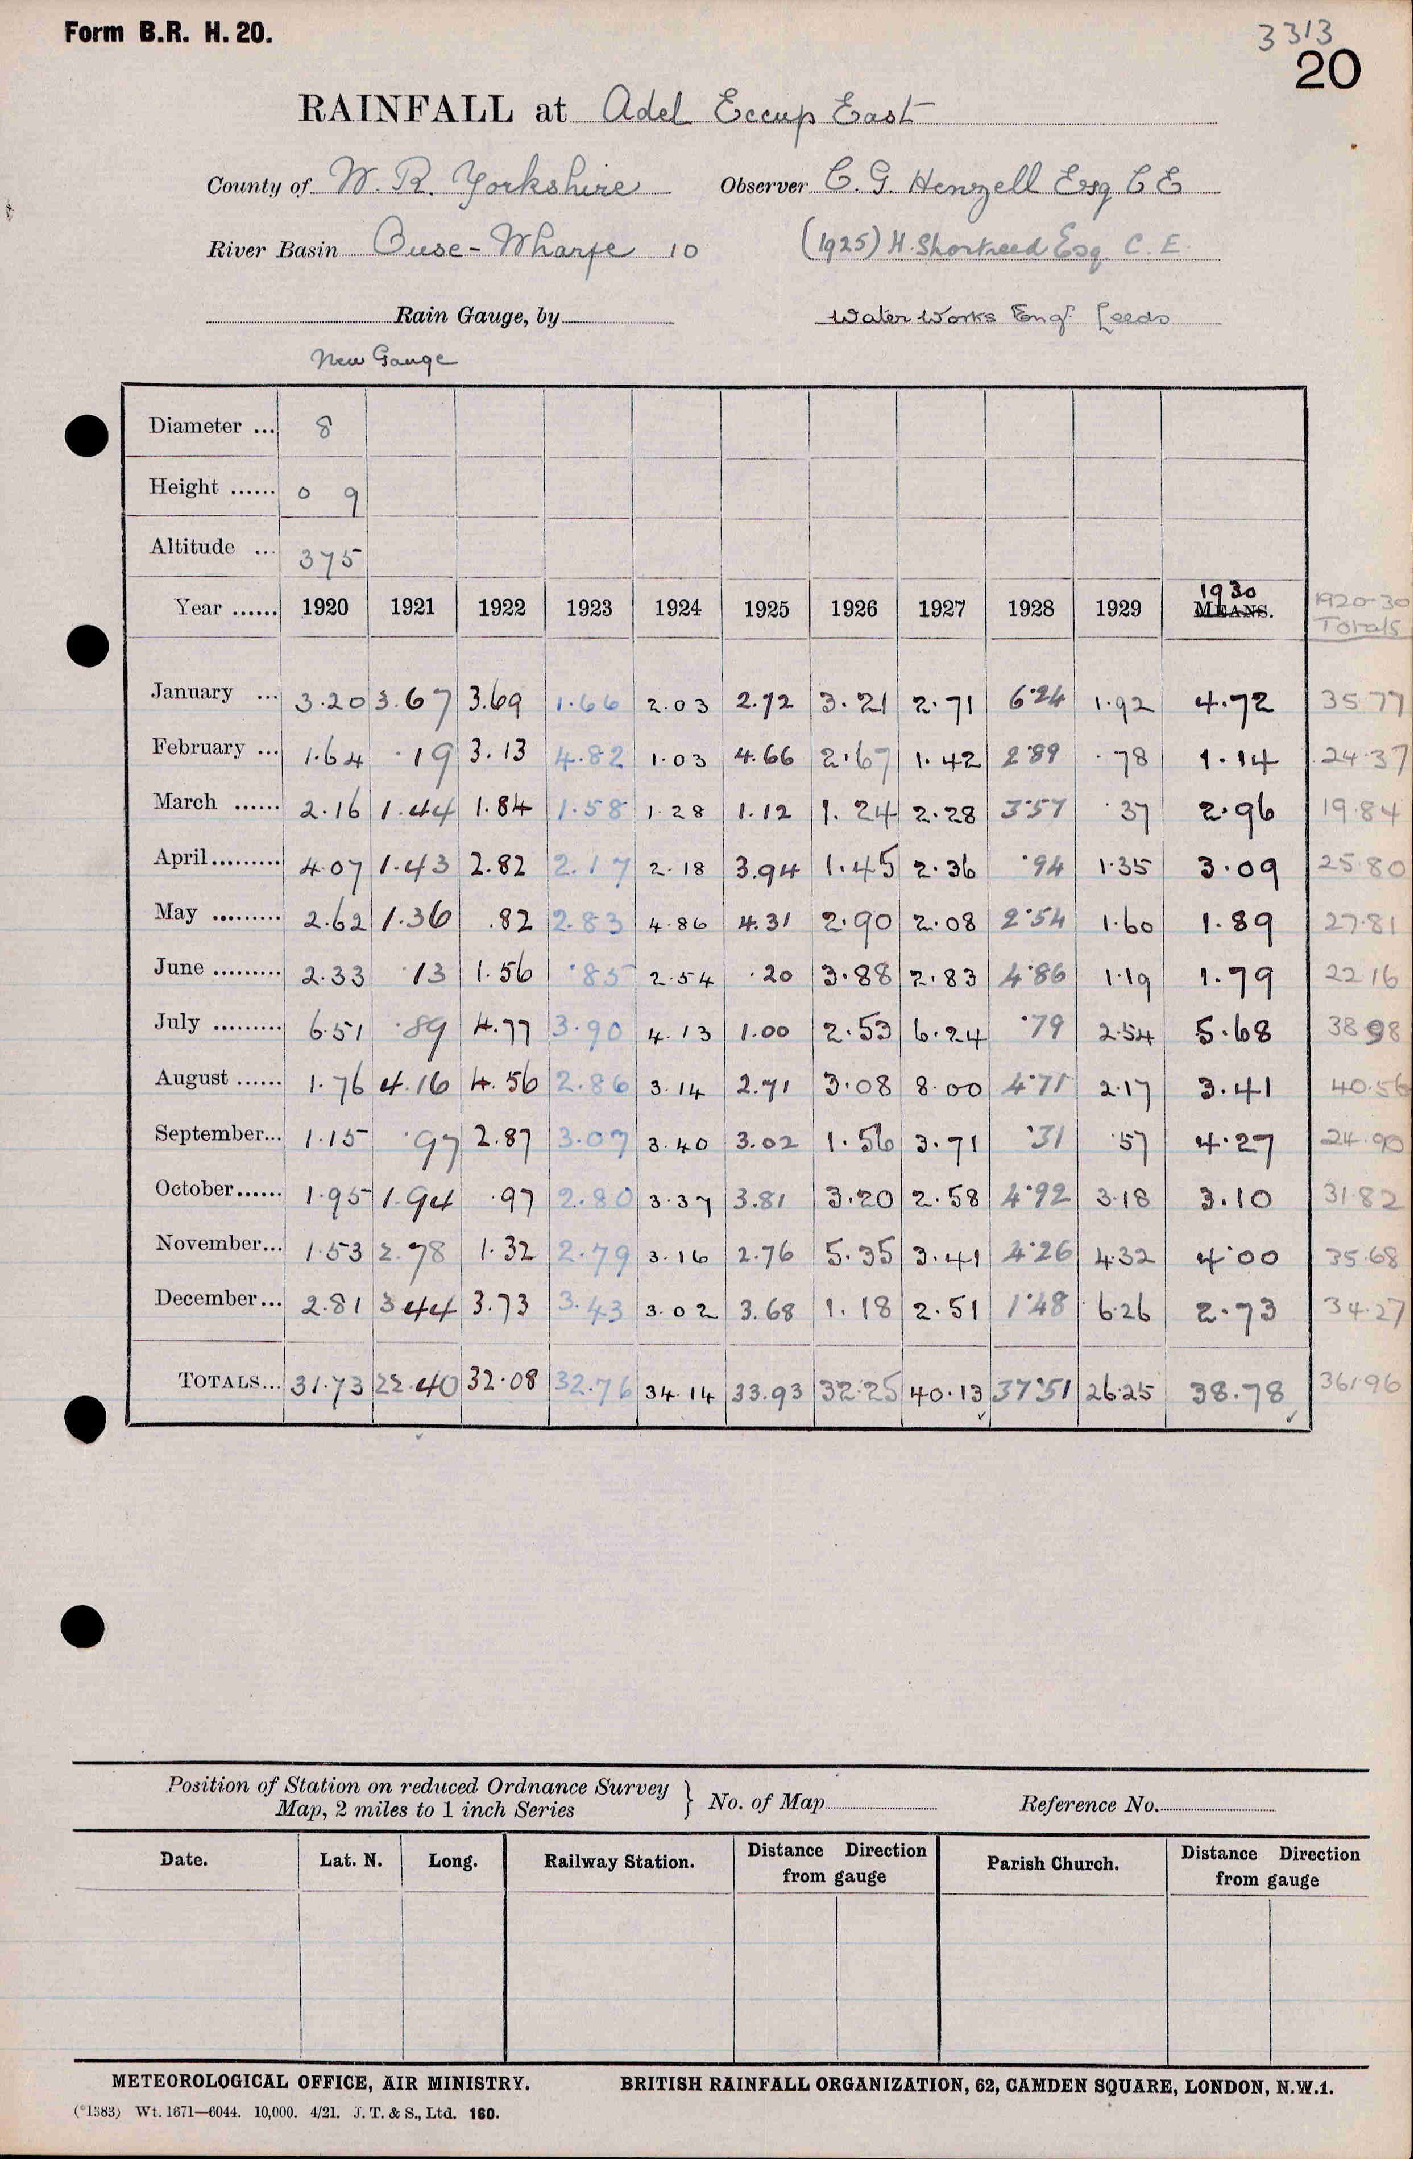 Form B.R. H. 20.
3313
20
RAINFALL at Adel Eccup East
County of W. R. Yorkshire Observer C. G. Henzell Esq C E
River Basin Ouse - Wharfe 10 (1925) H. Shortreed Esq. C. E.
Rain Gauge, by Water Works Engr. Leeds
New Gauge
Diameter ... 8
Height ...... 0 9
Altitude ... 375
Year ...... 1920 1921 1922 1923 1924 1925 1926 1927 1928 1929 1930 MEANS. 1920-30 Totals
January ... 3.20 3.67 3.69 1.66 2.03 2.72 3.21 2.71 6.24 1.92 4.72 35.77
February ... 1.64 .19 3.13 4.82 1.03 4.66 2.67 1.42 2.89 .78 1.14 24.37
March ...... 2.16 1.44 1.84 1.58 1.28 1.12 1.24 2.28 3.57 .37 2.96 19.84
April......... 4.07 1.43 2.82 2.17 2.18 3.94 1.45 2.36 .94 1.35 3.09 25.80
May ......... 2.62 1.36 .82 2.83 4.86 4.31 2.90 2.08 2.54 1.60 1.89 27.81
June ......... 2.33 .13 1.56 .85 2.54 .20 3.88 2.83 4.86 1.19 1.79 22.16
July ......... 6.51 .89 4.77 3.90 4.13 1.00 2.53 6.24 .79 2.54 5.68 38.98
August ...... 1.76 4.16 4.56 2.86 3.14 2.71 3.08 8.00 4.71 2.17 3.41 40.56
September... 1.15 .97 2.87 3.07 3.40 3.02 1.56 3.71 .31 .57 4.27 24.90
October...... 1.95 1.94 .97 2.80 3.37 3.81 3.20 2.58 4.92 3.18 3.10 31.82
November... 1.53 2.78 1.32 2.79 3.16 2.76 5.35 3.41 4.26 4.32 4.00 35.68
December... 2.81 3.44 3.73 3.43 3.02 3.68 1.18 2.51 1.48 6.26 2.73 34.27
TOTALS... 31.73 22.40 32.08 32.76 34.14 33.93 32.25 40.13 37.51 26.25 38.78 361.96
Position of Station on reduced Ordnance Survey
Map, 2 miles to 1 inch Series } No. of Map Reference No.
Date. Lat. N. Long. Railway Station. Distance Direction from gauge Parish Church. Distance Direction from gauge
METEOROLOGICAL OFFICE, AIR MINISTRY. BRITISH RAINFALL ORGANIZATION, 62, CAMDEN SQUARE, LONDON, N.W.1.
(*1383) Wt. 1671—6044. 10,000. 4/21. J. T. & S., Ltd. 160.